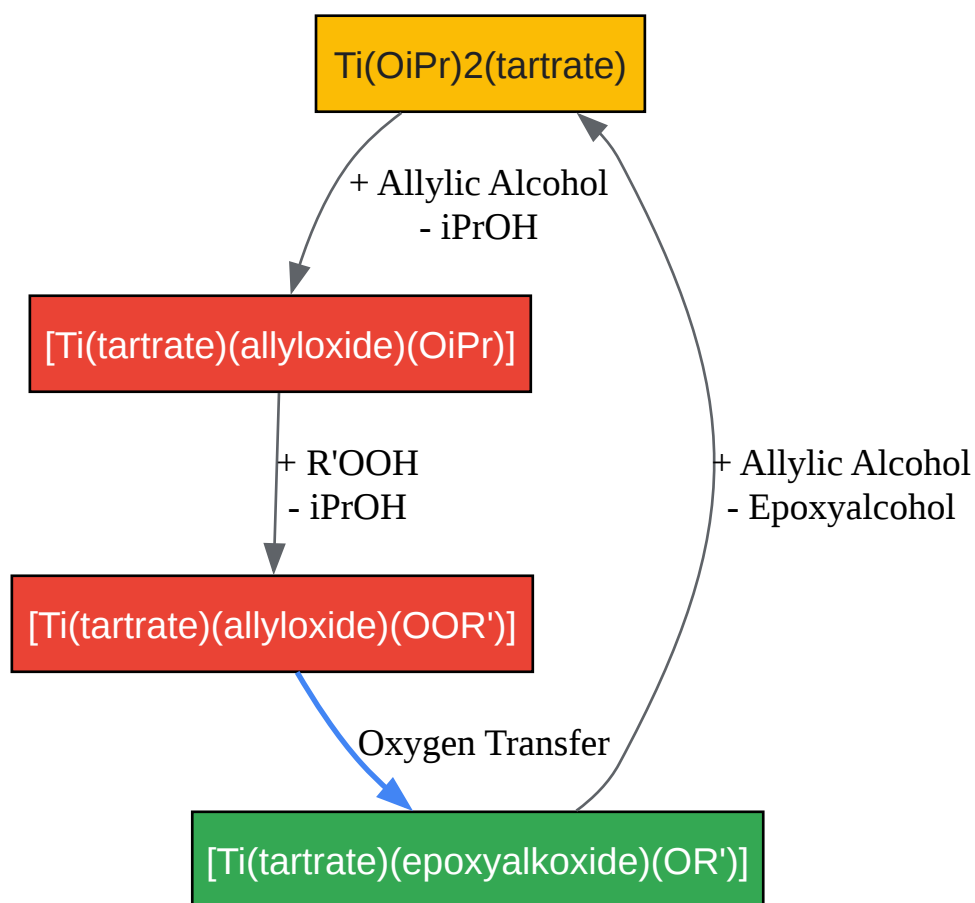 Ti(OiPr)2(tartrate)
+ Allylic Alcohol
- iPrOH
[Ti(tartrate)(allyloxide)(OiPr)]
+ R'OOH
- iPrOH
+ Allylic Alcohol
- Epoxyalcohol
[Ti(tartrate)(allyloxide)(OOR')]
Oxygen Transfer
[Ti(tartrate)(epoxyalkoxide)(OR')]